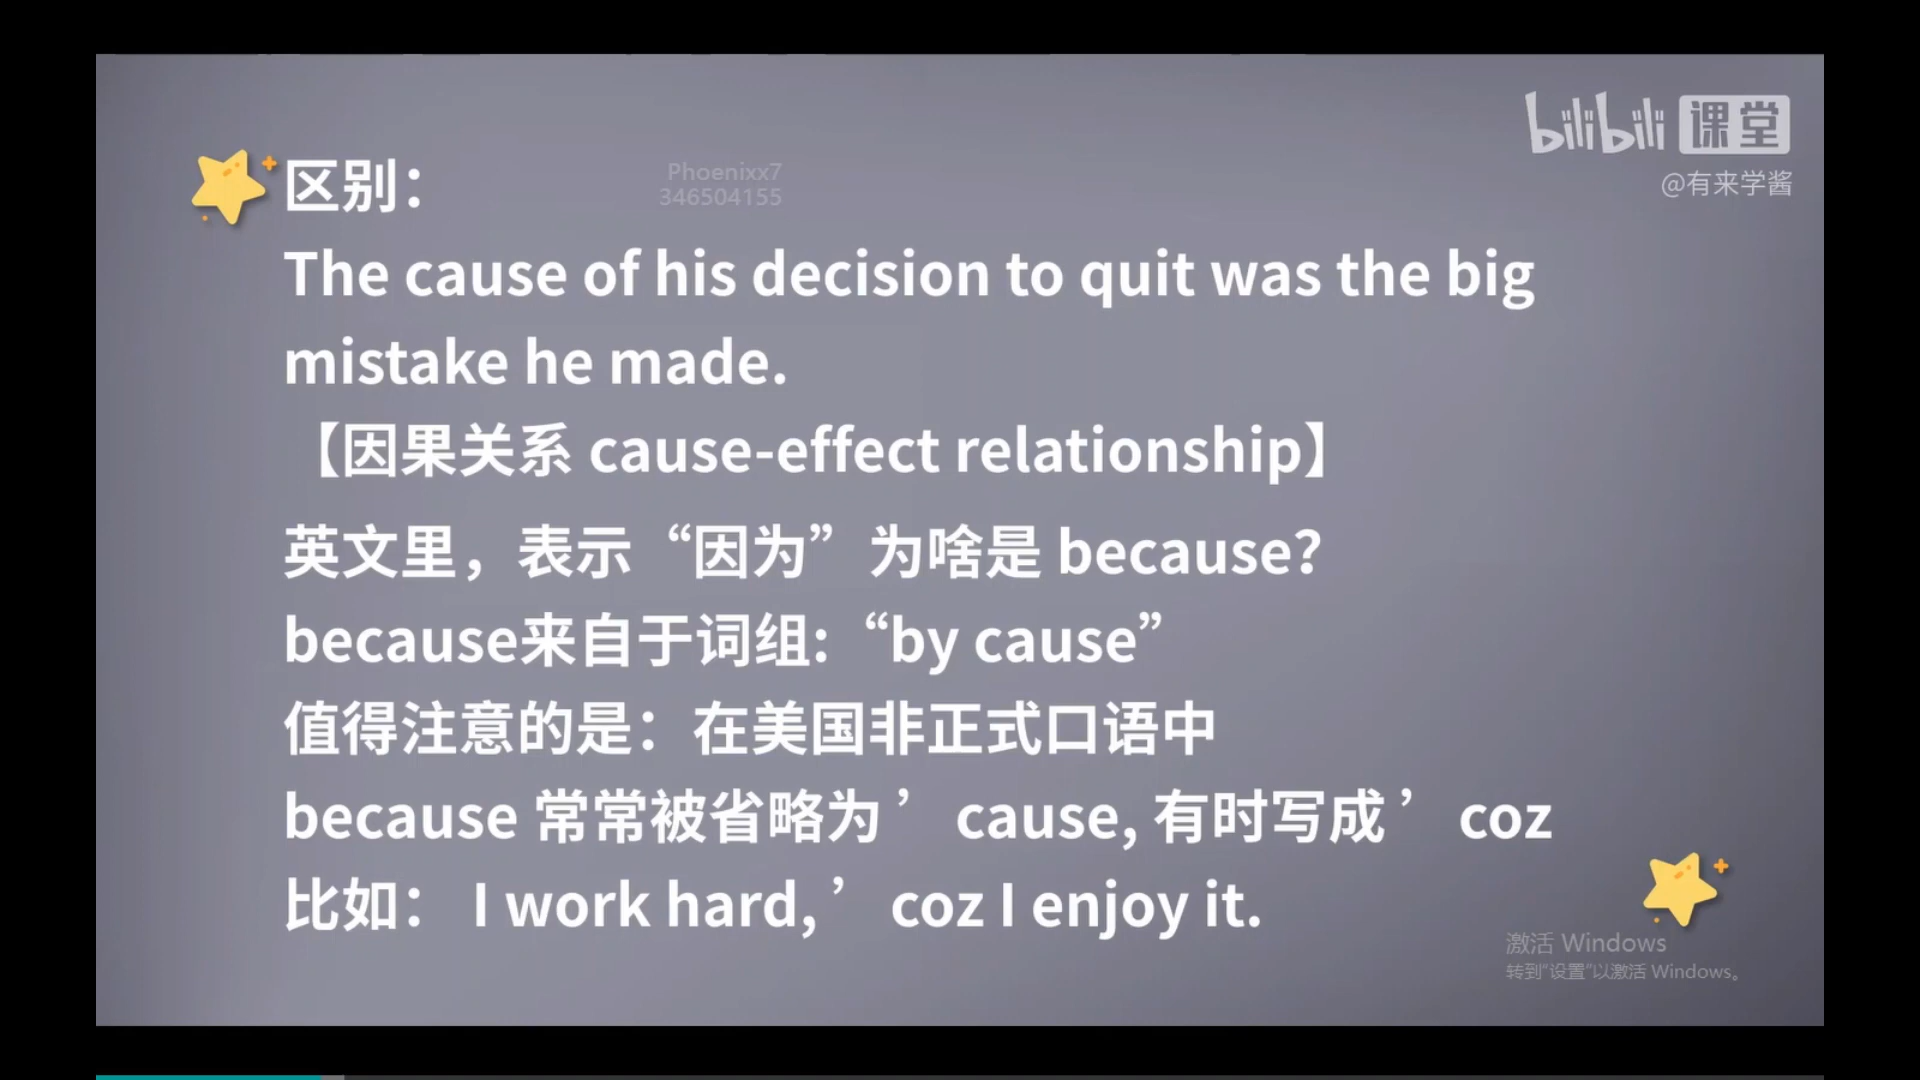 bilibili 课堂
@有来学酱
Phoenixx7
346504155
区别：
The cause of his decision to quit was the big
mistake he made.
【因果关系 cause-effect relationship】
英文里，表示“因为”为啥是 because？
because来自于词组:“by cause”
值得注意的是：在美国非正式口语中
because 常常被省略为 ’ cause, 有时写成 ’ coz
比如： I work hard, ’ coz I enjoy it.
激活 Windows
转到"设置"以激活 Windows。